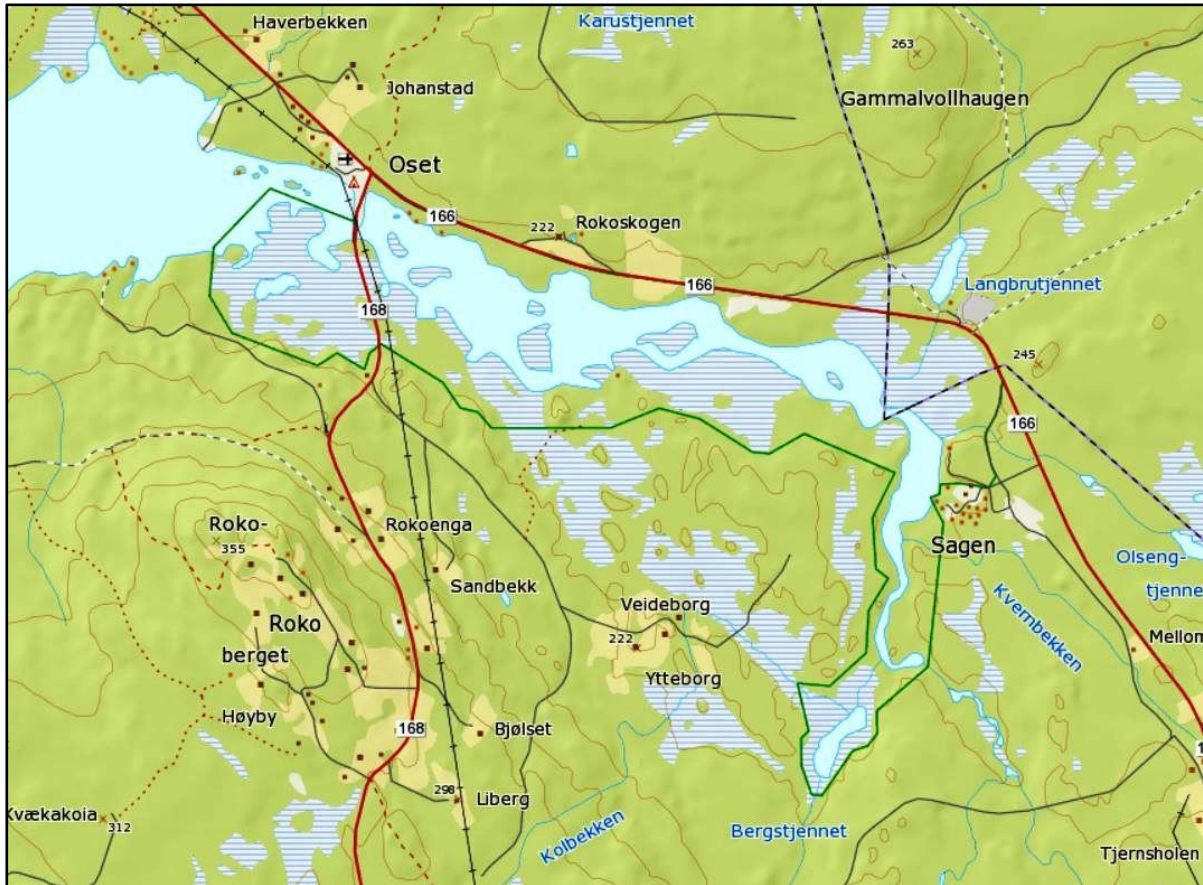 Haverbekken
Karustjennet
263
Johanstad
Gammalvollhaugen
Oset
166
222
Rokoskogen
166
Langbrutjennet
168
245
166
Roko-
355
Rokoenga
Sagen
Olseng-
tjenne
Sandbekk
Kvernbekken
Veideborg
222
Roko
berget
Mellom
Ytteborg
Høyby
168
Bjølset
298
Liberg
Kvækakoia
312
Kolbekken
Bergstjennet
Tjernsholen